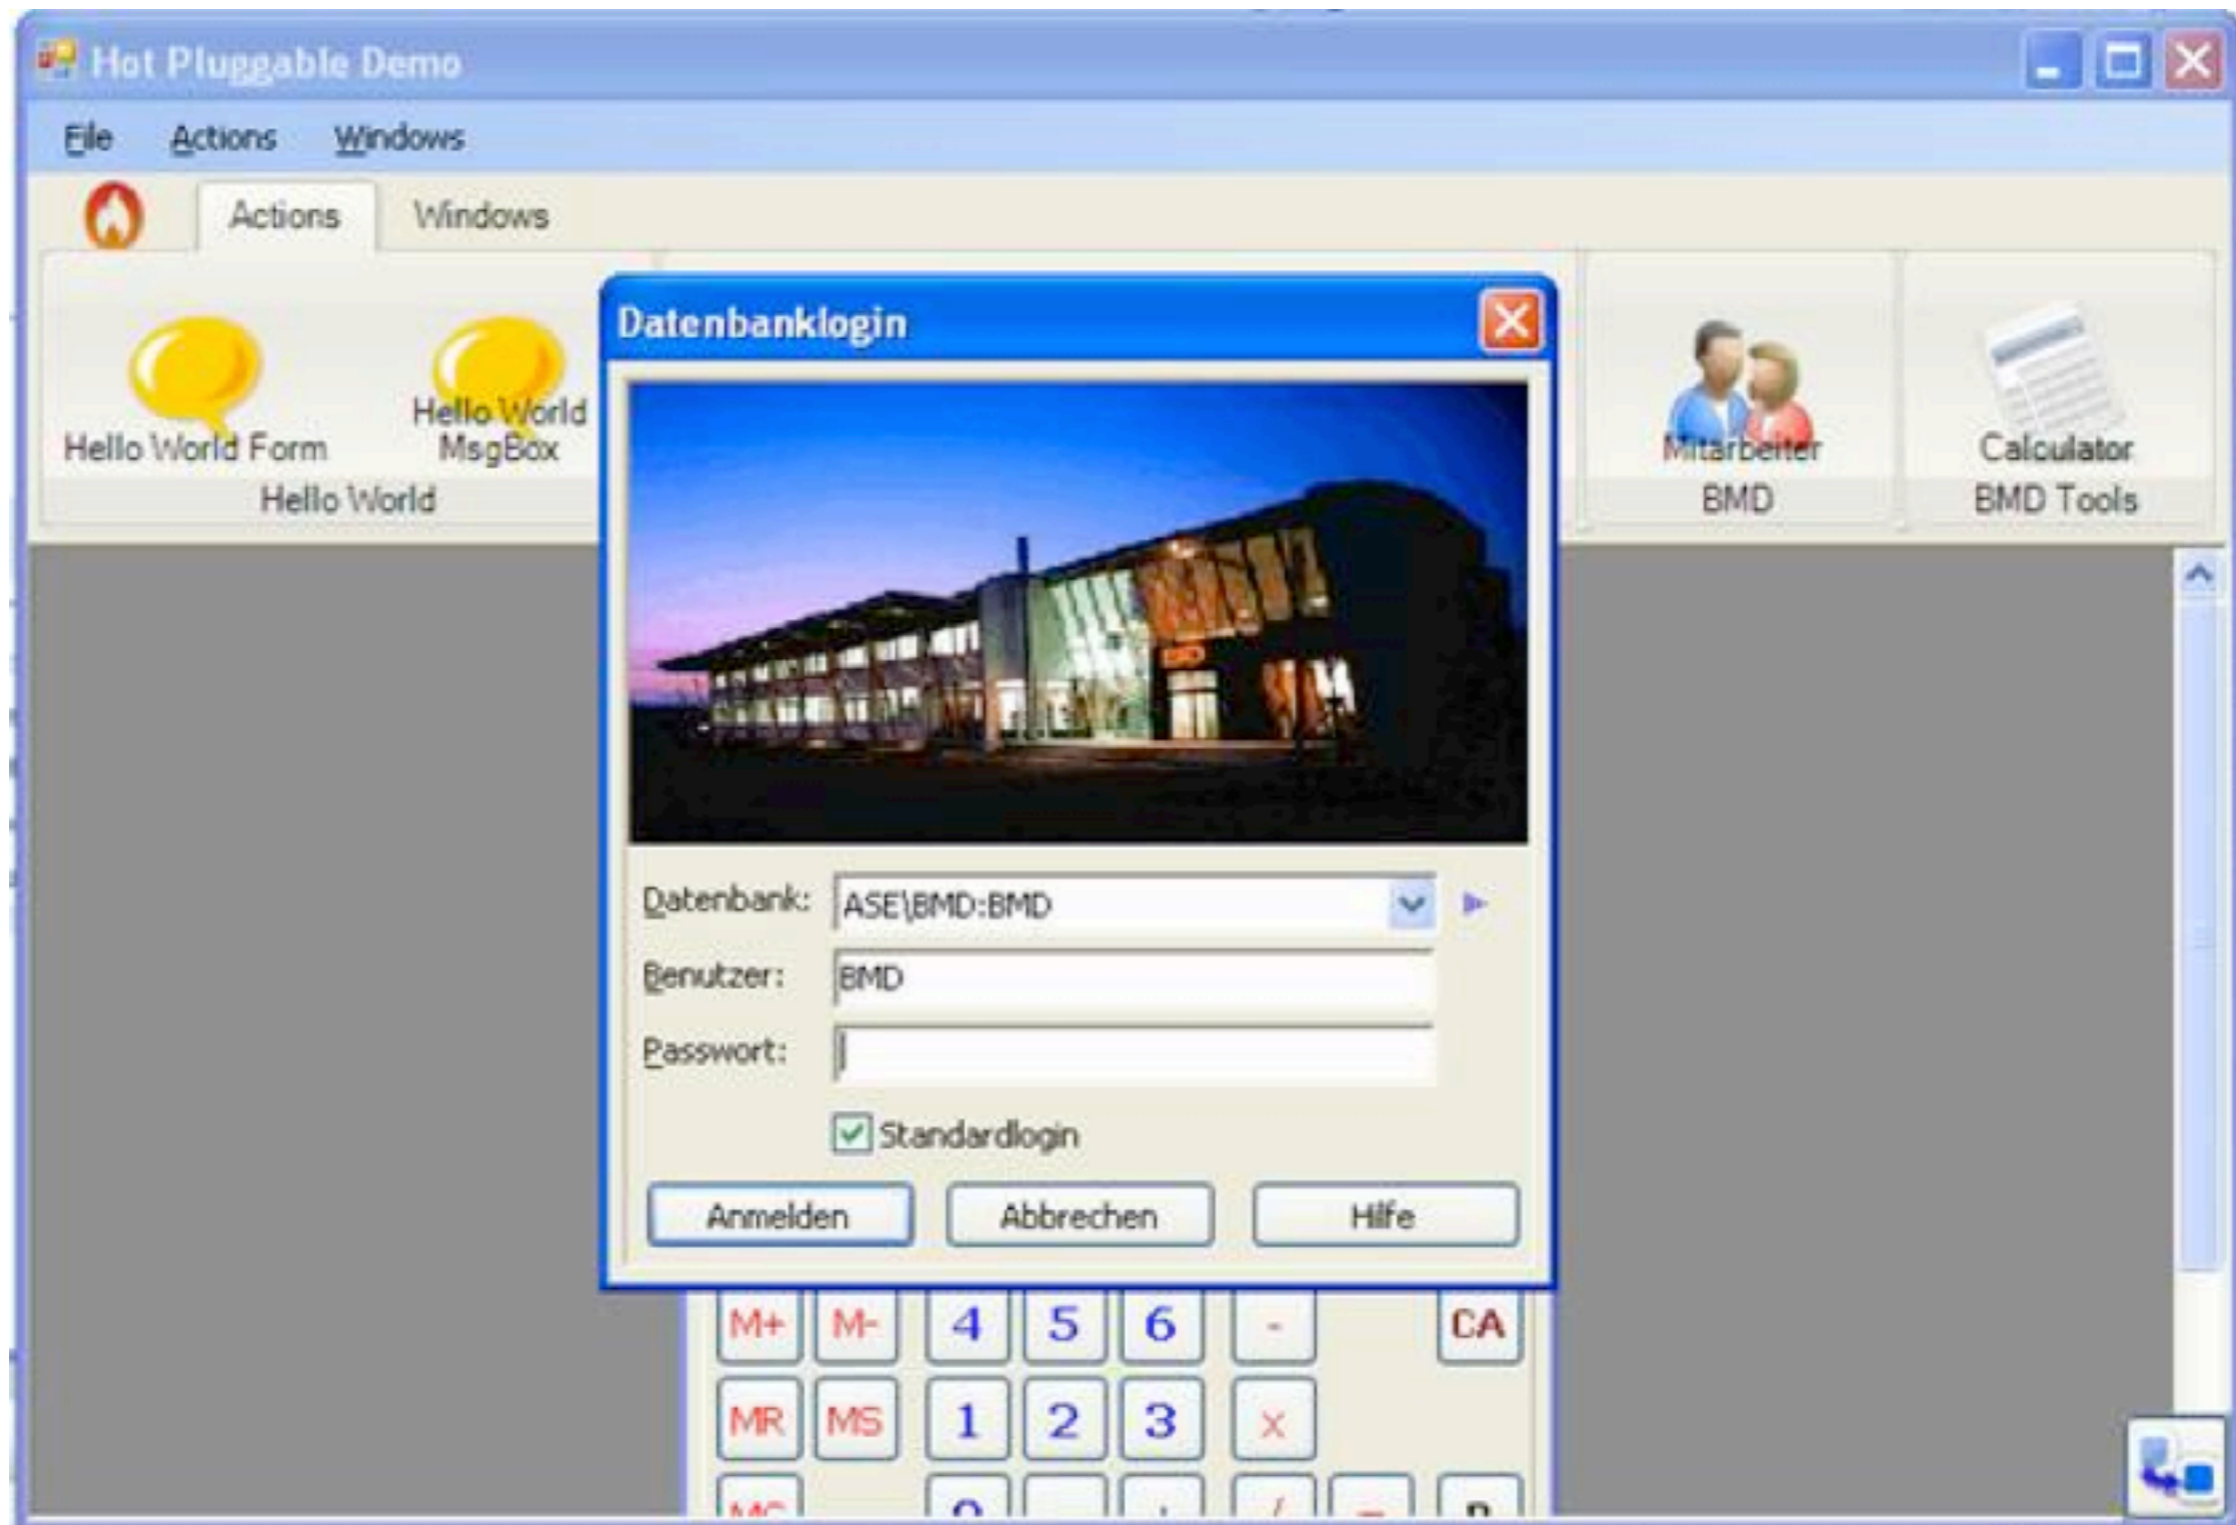 Hot Pluggable Demo
File Actions Windows
Actions Windows
Hello World Form
Hello World
MsgBox
Hello World
Mitarbeiter
BMD
Calculator
BMD Tools
Datenbanklogin
Datenbank: ASE\BMD:BMD
Benutzer: BMD
Passwort:
Standardlogin
Anmelden Abbrechen Hilfe
M+ M- 4 5 6 - CA
MR MS 1 2 3 x